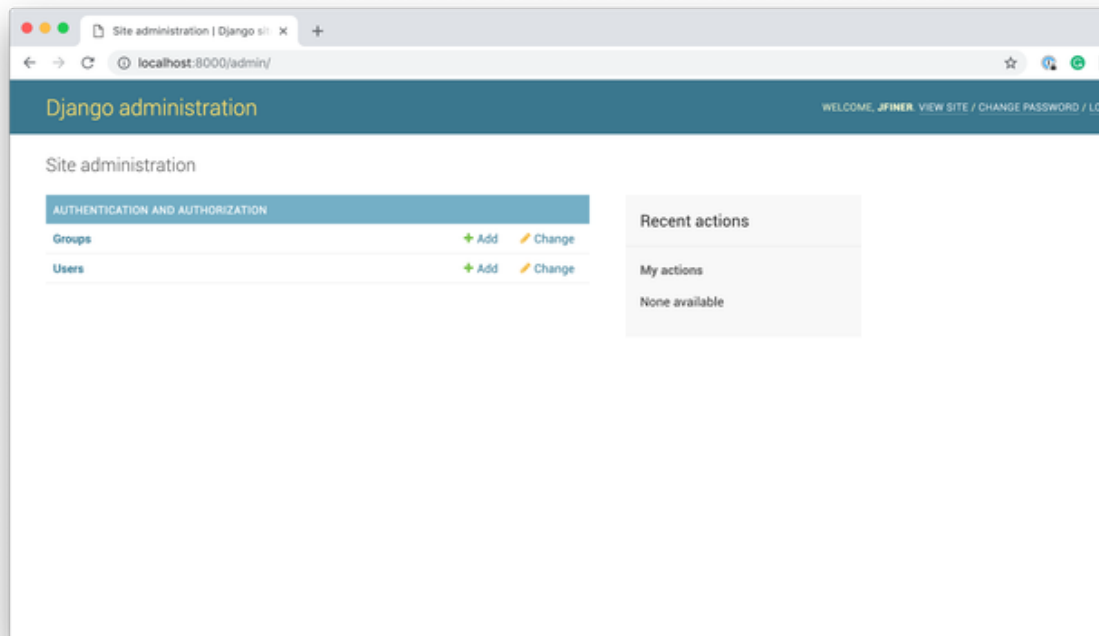 Site administration | Django sit
localhost:8000/admin/
Django administration
WELCOME, JFINER. VIEW SITE / CHANGE PASSWORD / LO
Site administration
AUTHENTICATION AND AUTHORIZATION
Groups + Add Change
Users + Add Change
Recent actions
My actions
None available